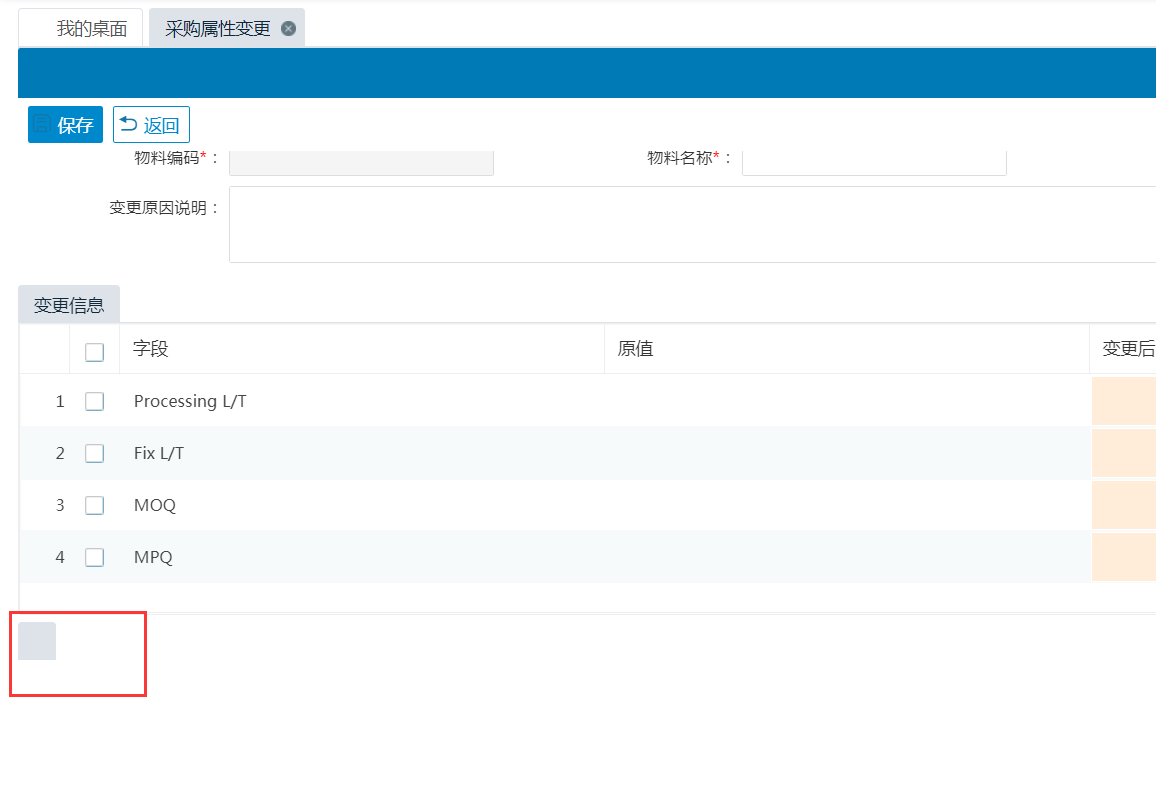 我的桌面 采购属性变更
保存 返回
物料编码*： 物料名称*：
变更原因说明：
变更信息
字段 原值 变更后
1 Processing L/T
2 Fix L/T
3 MOQ
4 MPQ